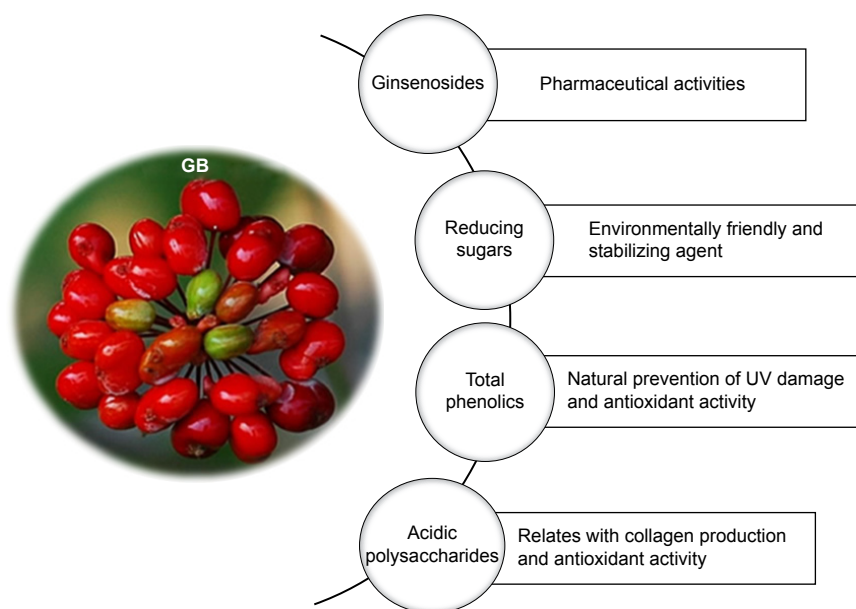 GB
Ginsenosides
Pharmaceutical activities
Reducing
sugars
Environmentally friendly and
stabilizing agent
Total
phenolics
Natural prevention of UV damage
and antioxidant activity
Acidic
polysaccharides
Relates with collagen production
and antioxidant activity